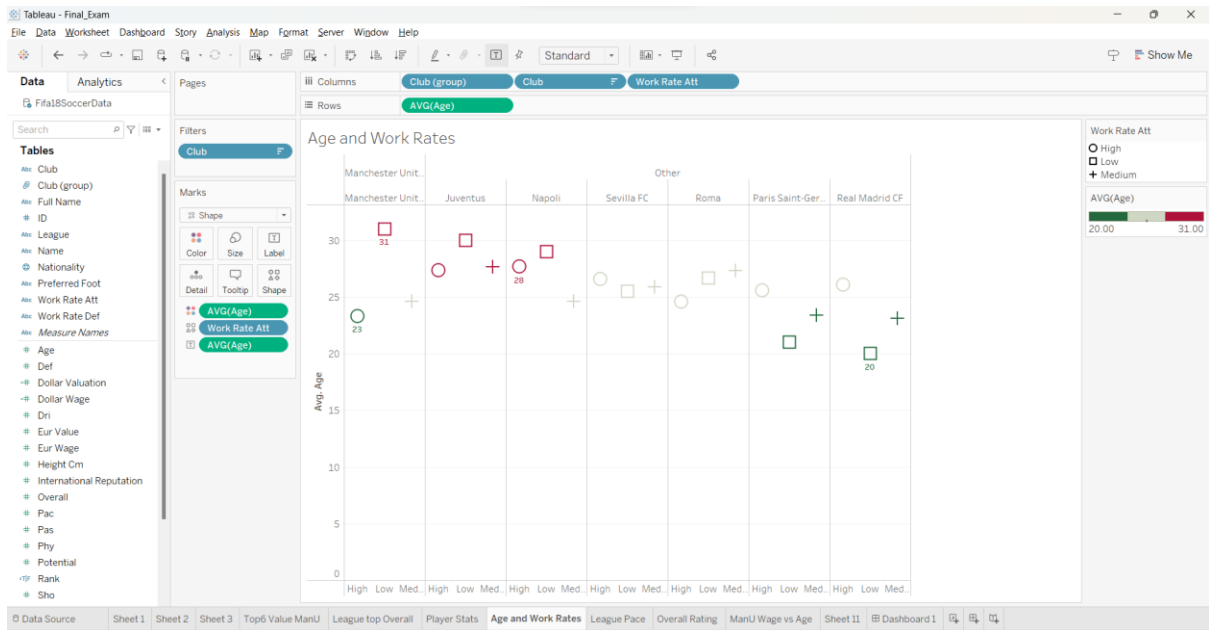 Tableau - Final_Exam
File Data Worksheet Dashboard Story Analysis Map Format Server Window Help
Standard
Show Me
Data Analytics
Fifa18SoccerData
Search
Tables
Abc Club
Club (group)
Abc Full Name
# ID
Abc League
Abc Name
Nationality
Abc Preferred Foot
Abc Work Rate Att
Abc Work Rate Def
Abc Measure Names
# Age
# Def
=# Dollar Valuation
=# Dollar Wage
# Dri
# Eur Value
# Eur Wage
# Height Cm
# International Reputation
# Overall
# Pac
# Pas
# Phy
# Potential
Rank
# Sho
Pages
Filters
Club
Marks
Shape
Color Size Label
Detail Tooltip Shape
AVG(Age)
Work Rate Att
AVG(Age)
Columns Club (group) Club Work Rate Att
Rows AVG(Age)
Age and Work Rates
Manchester Unit.. Other
Manchester Unit.. Juventus Napoli Sevilla FC Roma Paris Saint-Ger.. Real Madrid CF
Avg. Age
30
25
20
15
10
5
0
31
28
23
20
High Low Med.. High Low Med.. High Low Med.. High Low Med.. High Low Med.. High Low Med.. High Low Med..
Work Rate Att
High
Low
Medium
AVG(Age)
20.00 31.00
Data Source Sheet 1 Sheet 2 Sheet 3 Top6 Value ManU League top Overall Player Stats Age and Work Rates League Pace Overall Rating ManU Wage vs Age Sheet 11 Dashboard 1